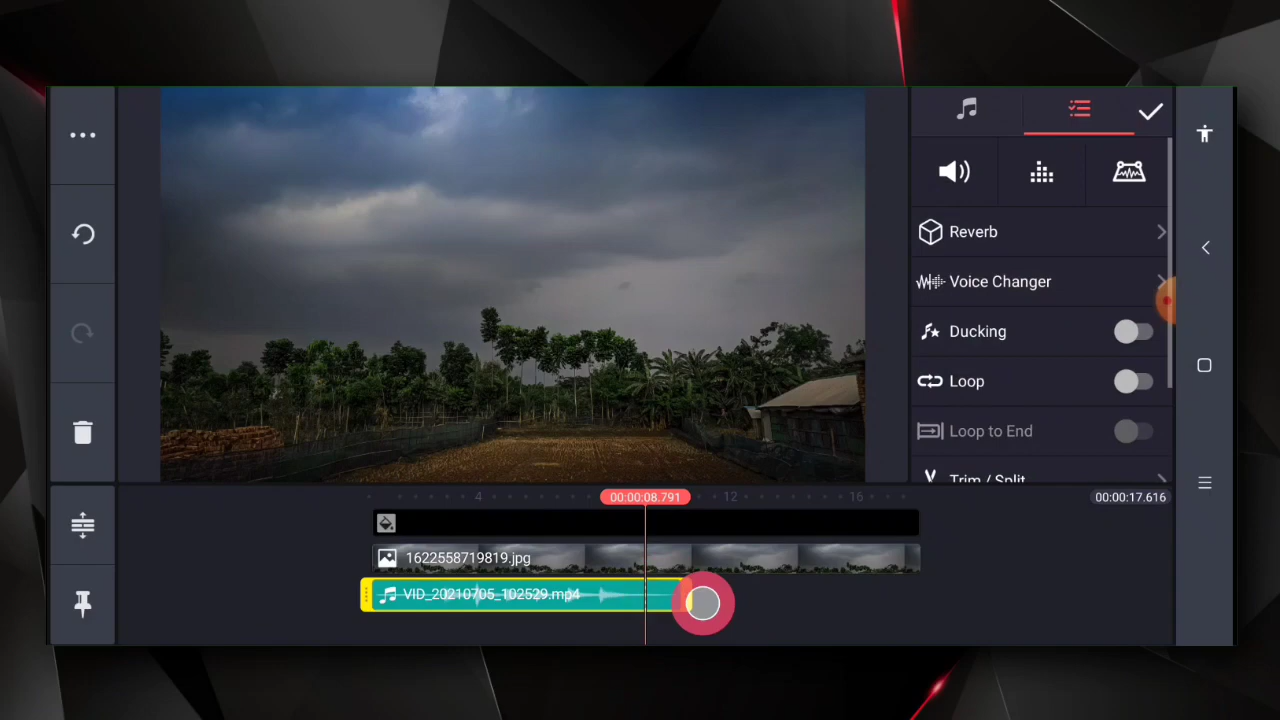 Reverb
Voice Changer
Ducking
Loop
Loop to End
Trim / Split
4
00:00:08.791
12
16
00:00:17.616
1622558719819.jpg
VID_20210705_102529.mp4